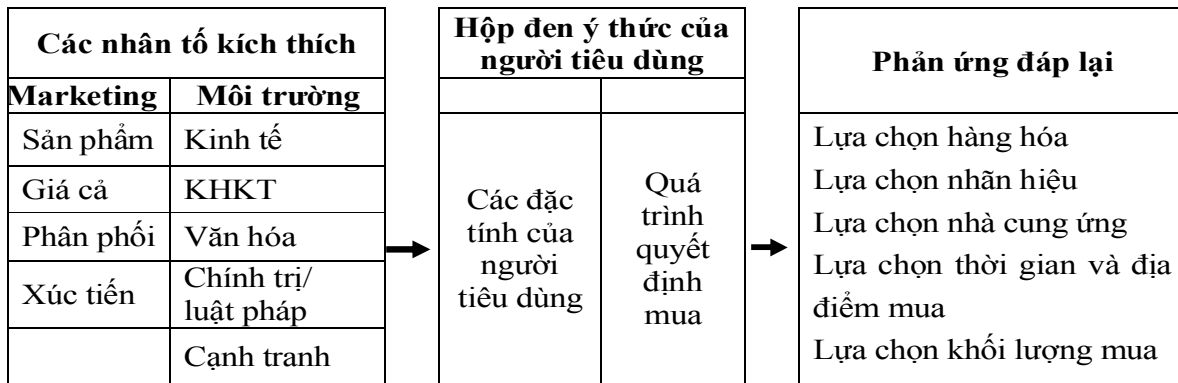 Các nhân tố kích thích
Marketing Môi trường
Sản phẩm Kinh tế
Giá cả KHKT
Phân phối Văn hóa
Xúc tiến Chính trị/
luật pháp
Cạnh tranh
Hộp đen ý thức của
người tiêu dùng
Các đặc
tính của
người
tiêu dùng
Quá
trình
quyết
định
mua
Phản ứng đáp lại
Lựa chọn hàng hóa
Lựa chọn nhãn hiệu
Lựa chọn nhà cung ứng
Lựa chọn thời gian và địa
điểm mua
Lựa chọn khối lượng mua